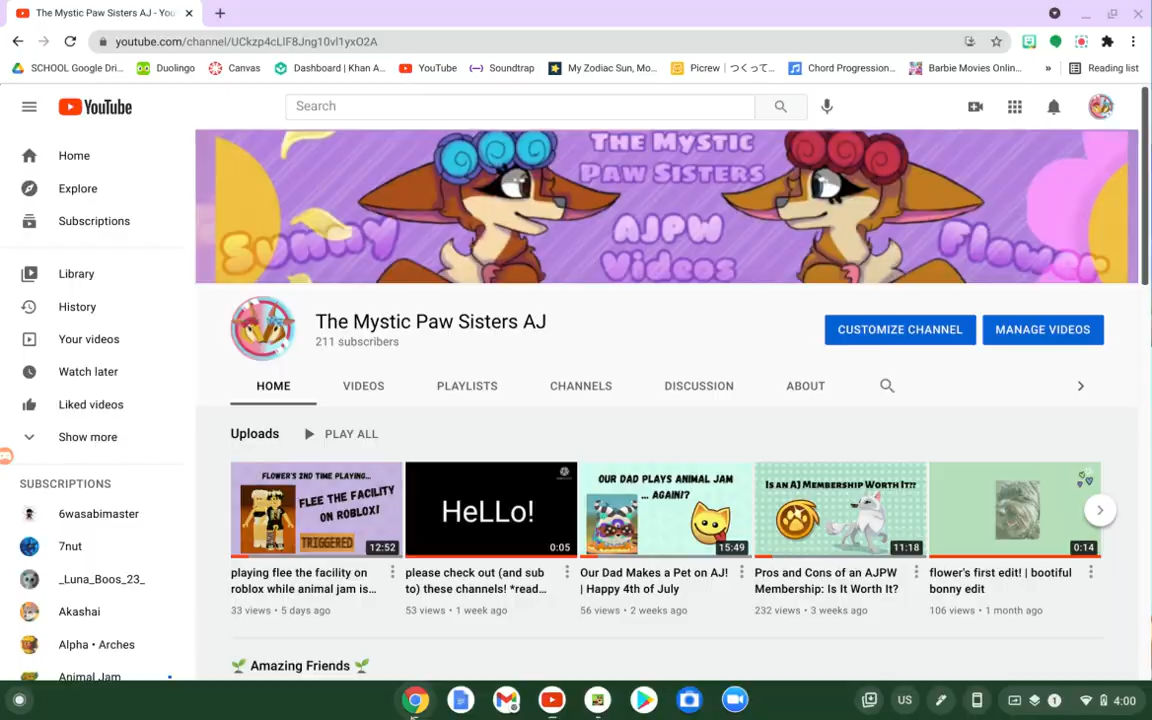 The Mystic Paw Sisters AJ - You
youtube.com/channel/UCkzp4cLlF8Jng10vl1yxO2A
SCHOOL Google Dri...
Duolingo
Canvas
Dashboard | Khan A...
YouTube
Soundtrap
My Zodiac Sun, Mo...
Picrew | つくって...
Chord Progression...
Barbie Movies Onlin...
»
Reading list
YouTube
Search
The Mystic
Paw Sisters
AJPW
Videos
Sunny
Flower
Home
Explore
Subscriptions
Library
History
Your videos
Watch later
Liked videos
Show more
SUBSCRIPTIONS
6wasabimaster
7nut
_Luna_Boos_23_
Akashai
Alpha • Arches
Animal Jam
The Mystic Paw Sisters AJ
211 subscribers
CUSTOMIZE CHANNEL
MANAGE VIDEOS
HOME
VIDEOS
PLAYLISTS
CHANNELS
DISCUSSION
ABOUT
Uploads
PLAY ALL
Flower's 2nd time playing...
Flee the Facility
on Roblox!
TRIGGERED
12:52
playing flee the facility on
roblox while animal jam is...
33 views • 5 days ago
HeLLo!
0:05
please check out (and sub
to) these channels! *read...
53 views • 1 week ago
Our Dad Plays Animal Jam
... Again!?
15:49
Our Dad Makes a Pet on AJ!
| Happy 4th of July
56 views • 2 weeks ago
Is an AJ Membership Worth It??
11:18
Pros and Cons of an AJPW
Membership: Is It Worth It?
232 views • 3 weeks ago
0:14
flower's first edit! | bootiful
bonny edit
106 views • 1 month ago
🌱 Amazing Friends 🌱
US
1
4:00